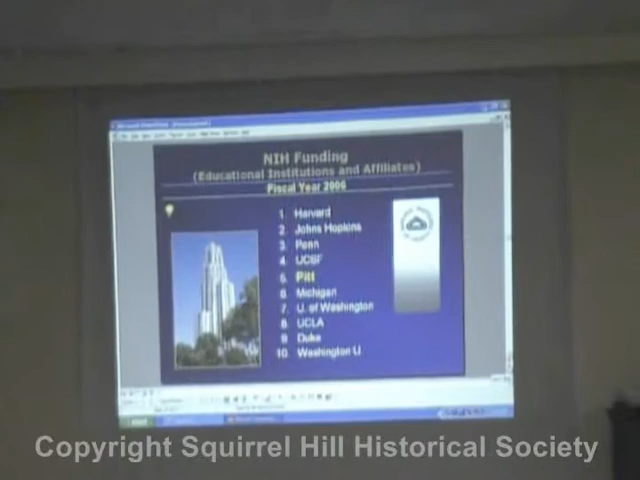 NIH Funding
(Educational Institutions and Affiliates)
Fiscal Year 2006
1. Harvard
2. Johns Hopkins
3. Penn
4. UCSF
5. Pitt
6. Michigan
7. U. of Washington
8. UCLA
9. Duke
10. Washington U
Copyright Squirrel Hill Historical Society